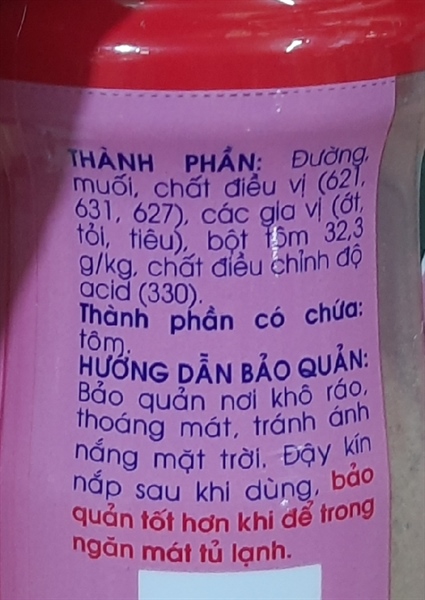 THÀNH PHẦN: Đường,
muối, chất điều vị (621,
631, 627), các gia vị (ớt,
tỏi, tiêu), bột tôm 32,3
g/kg, chất điều chỉnh độ
acid (330).
Thành phần có chứa:
tôm.
HƯỚNG DẪN BẢO QUẢN:
Bảo quản nơi khô ráo,
thoáng mát, tránh ánh
nắng mặt trời. Đậy kín
nắp sau khi dùng, bảo
quản tốt hơn khi để trong
ngăn mát tủ lạnh.